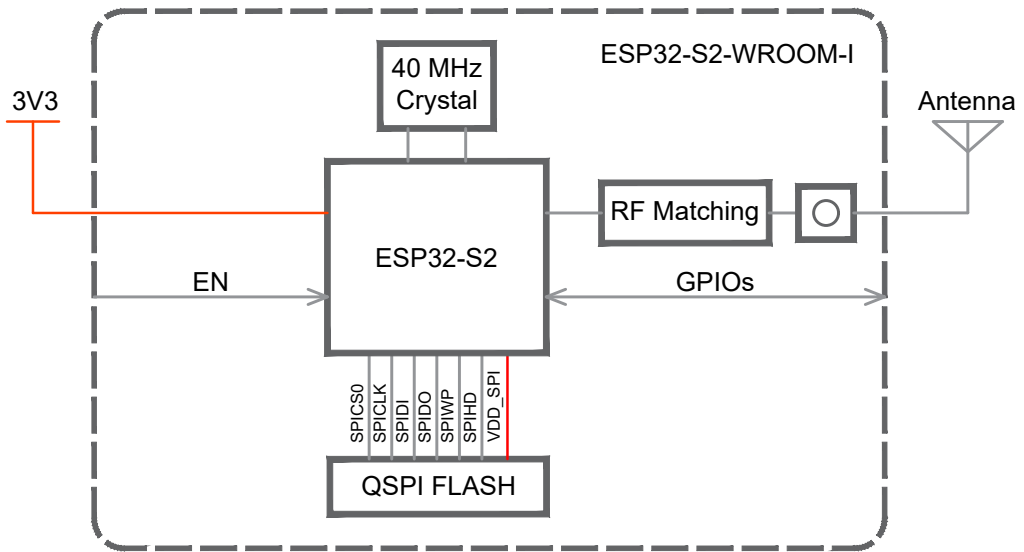 ESP32-S2-WROOM-I
40 MHz
Crystal
3V3
Antenna
RF Matching
ESP32-S2
EN
GPIOs
SPICS0
SPICLK
SPIDI
SPIDO
SPIWP
SPIHD
VDD_SPI
QSPI FLASH